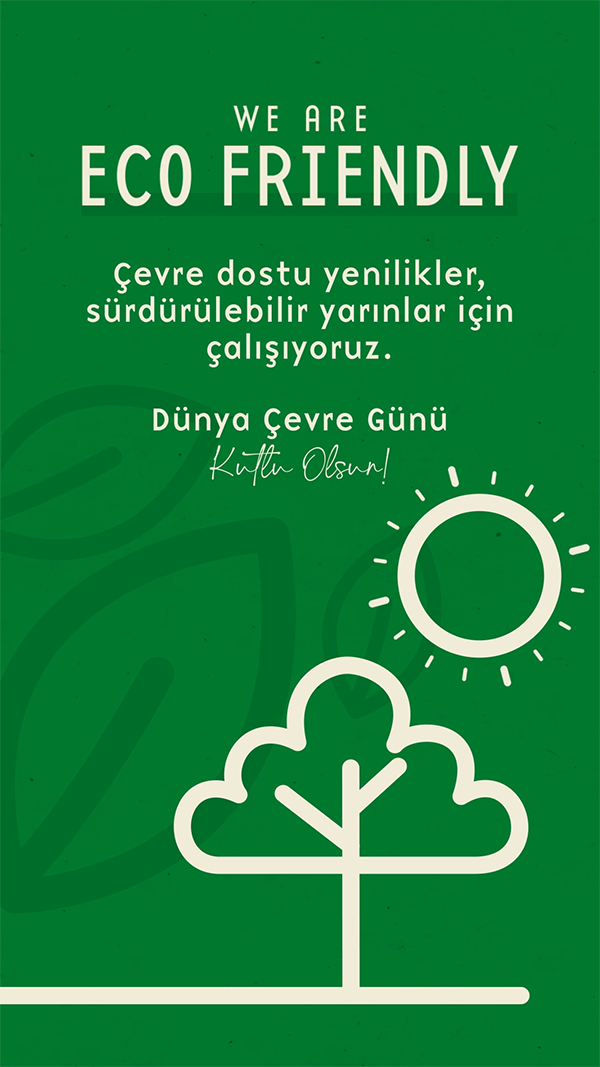 WE ARE
ECO FRIENDLY
Çevre dostu yenilikler,
sürdürülebilir yarınlar için
çalışıyoruz.
Dünya Çevre Günü
Kutlu Olsun!